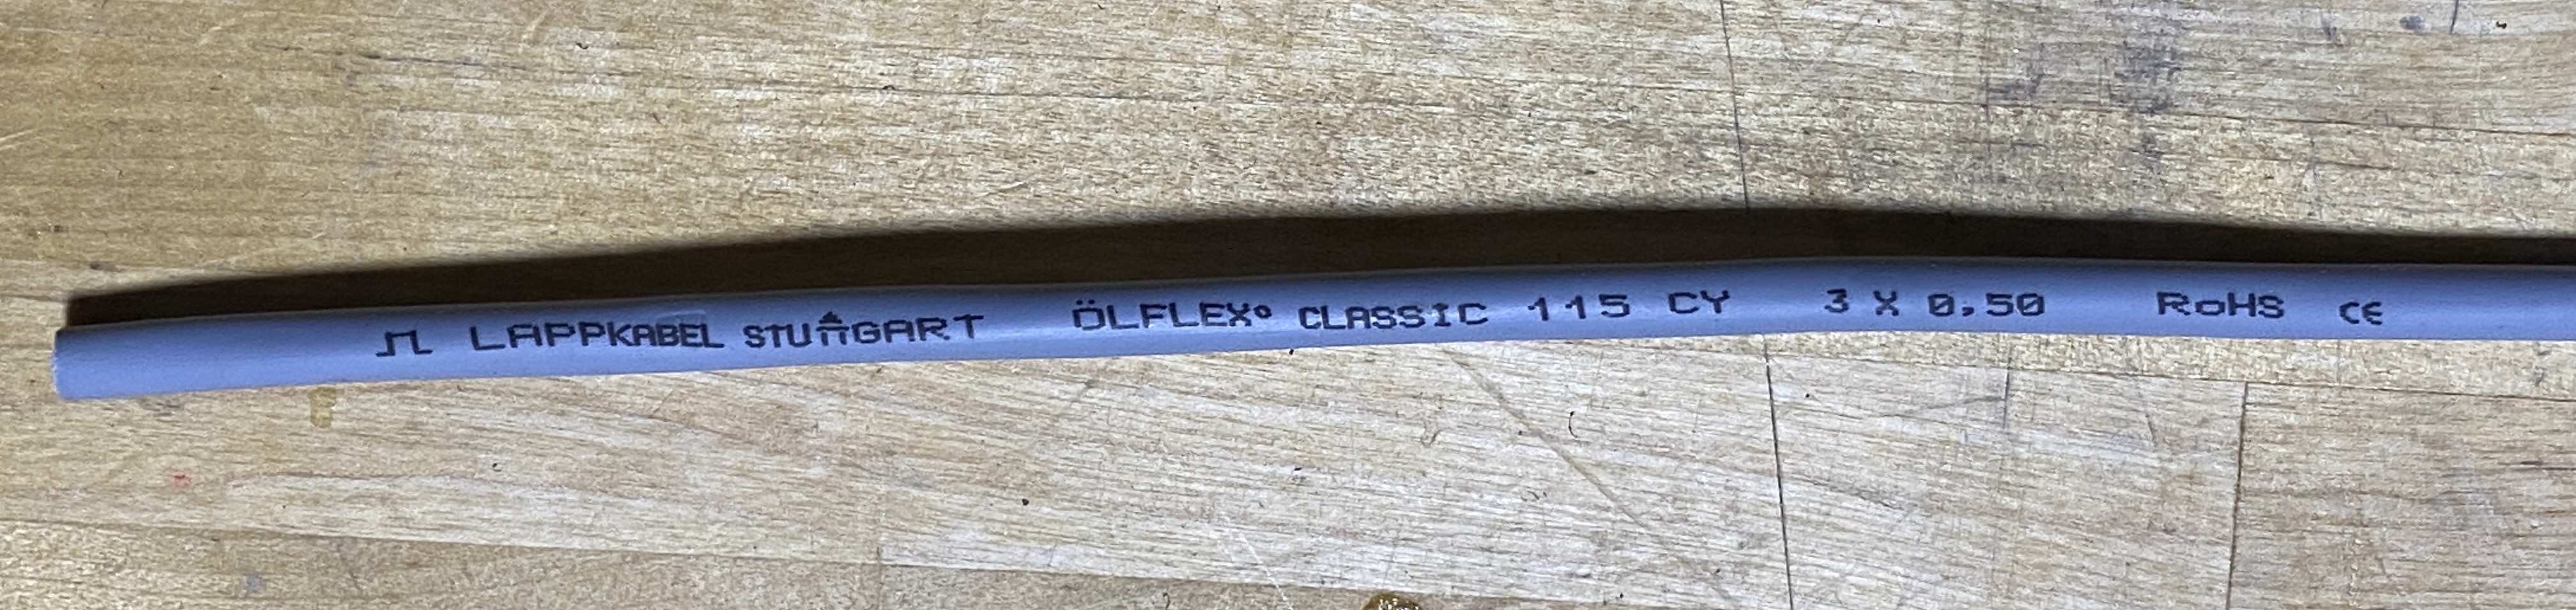 LAPPKABEL STUTTGART ÖLFLEX® CLASSIC 115 CY 3 X 0,50 RoHS CE